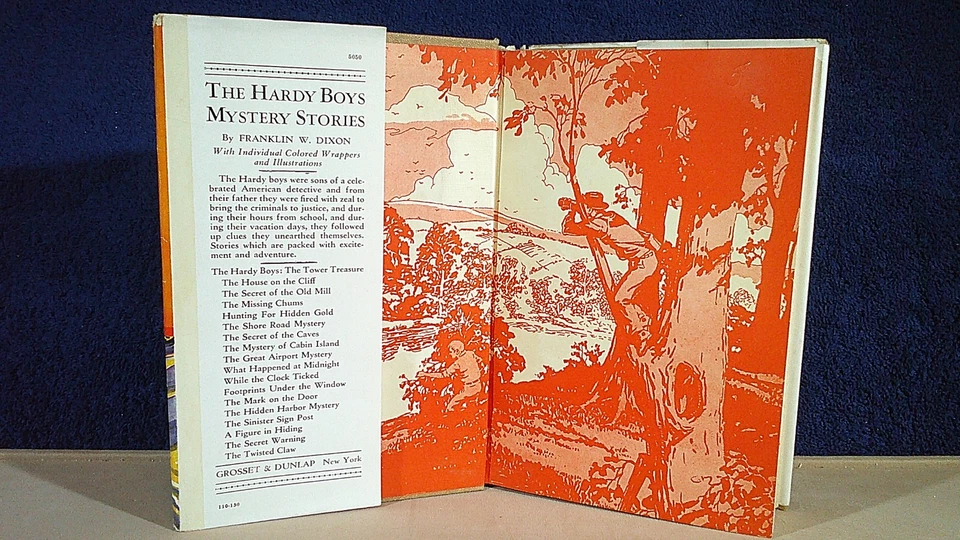 5050
THE HARDY BOYS
MYSTERY STORIES
By FRANKLIN W. DIXON
With Individual Colored Wrappers
and Illustrations
The Hardy boys were sons of a cele-
brated American detective and from
their father they were fired with zeal to
bring the criminals to justice, and dur-
ing their hours from school, and dur-
ing their vacation days, they followed
up clues they unearthed themselves.
Stories which are packed with excite-
ment and adventure.
The Hardy Boys: The Tower Treasure
The House on the Cliff
The Secret of the Old Mill
The Missing Chums
Hunting For Hidden Gold
The Shore Road Mystery
The Secret of the Caves
The Mystery of Cabin Island
The Great Airport Mystery
What Happened at Midnight
While the Clock Ticked
Footprints Under the Window
The Mark on the Door
The Hidden Harbor Mystery
The Sinister Sign Post
A Figure in Hiding
The Secret Warning
The Twisted Claw
GROSSET & DUNLAP New York
110-130